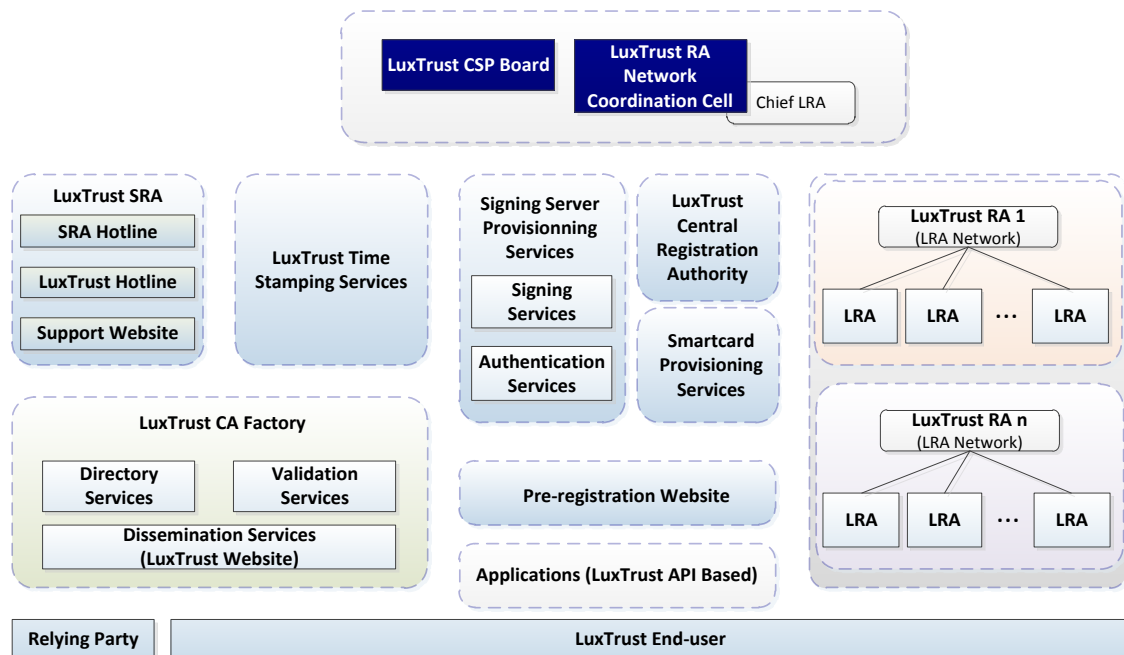 LuxTrust CSP Board
LuxTrust RA
Network
Coordination Cell
Chief LRA
LuxTrust SRA
SRA Hotline
LuxTrust Hotline
Support Website
LuxTrust Time
Stamping Services
Signing Server
Provisionning
Services
Signing
Services
Authentication
Services
LuxTrust
Central
Registration
Authority
Smartcard
Provisioning
Services
LuxTrust RA 1
(LRA Network)
LRA
LRA
...
LRA
LuxTrust RA n
(LRA Network)
LRA
LRA
...
LRA
LuxTrust CA Factory
Directory
Services
Validation
Services
Dissemination Services
(LuxTrust Website)
Pre-registration Website
Applications (LuxTrust API Based)
Relying Party
LuxTrust End-user